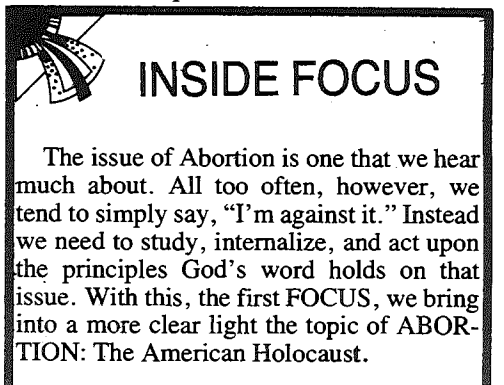 INSIDE FOCUS
The issue of Abortion is one that we hear
much about. All too often, however, we
tend to simply say, “I’m against it.” Instead
we need to study, internalize, and act upon
the principles God’s word holds on that
issue. With this, the first FOCUS, we bring
into a more clear light the topic of ABOR-
TION: The American Holocaust.